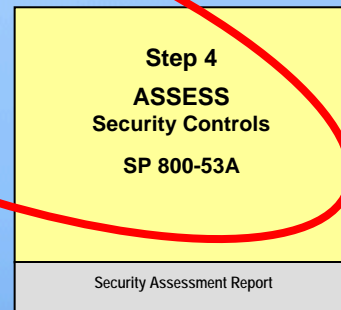 Step 4
ASSESS
Security Controls
SP 800-53A
Security Assessment Report